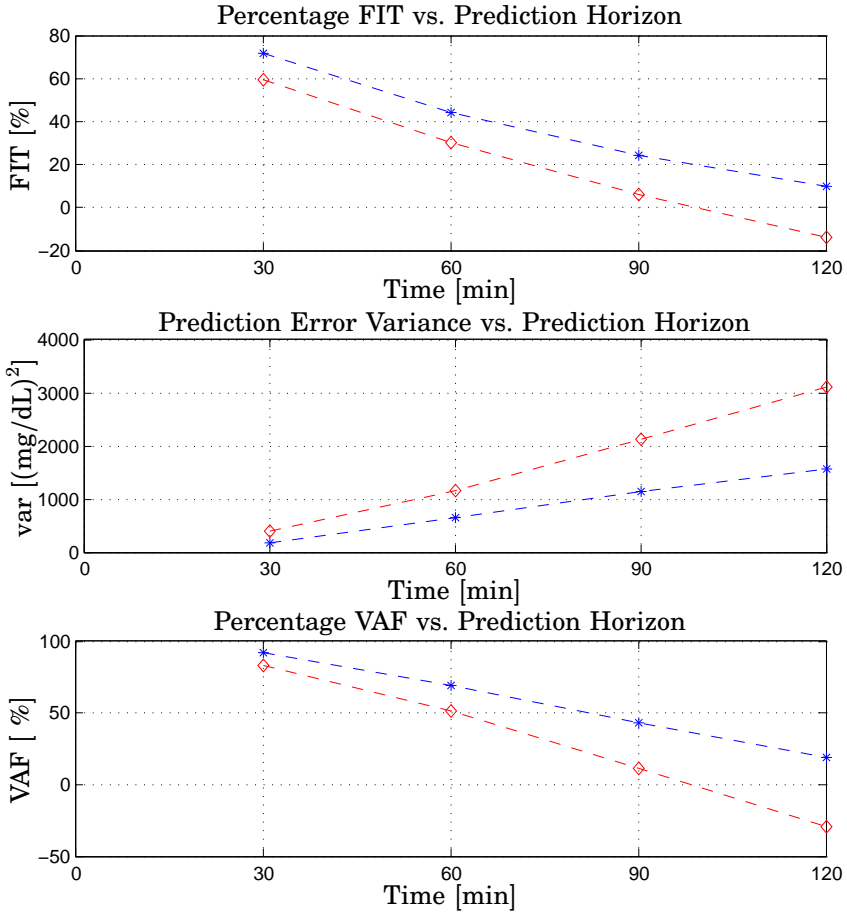 Percentage FIT vs. Prediction Horizon
80
60
40
20
0
−20
FIT [%]
0 30 60 90 120
Time [min]
Prediction Error Variance vs. Prediction Horizon
4000
3000
2000
1000
0
var [(mg/dL)²]
0 30 60 90 120
Time [min]
Percentage VAF vs. Prediction Horizon
100
50
0
−50
VAF [ %]
0 30 60 90 120
Time [min]